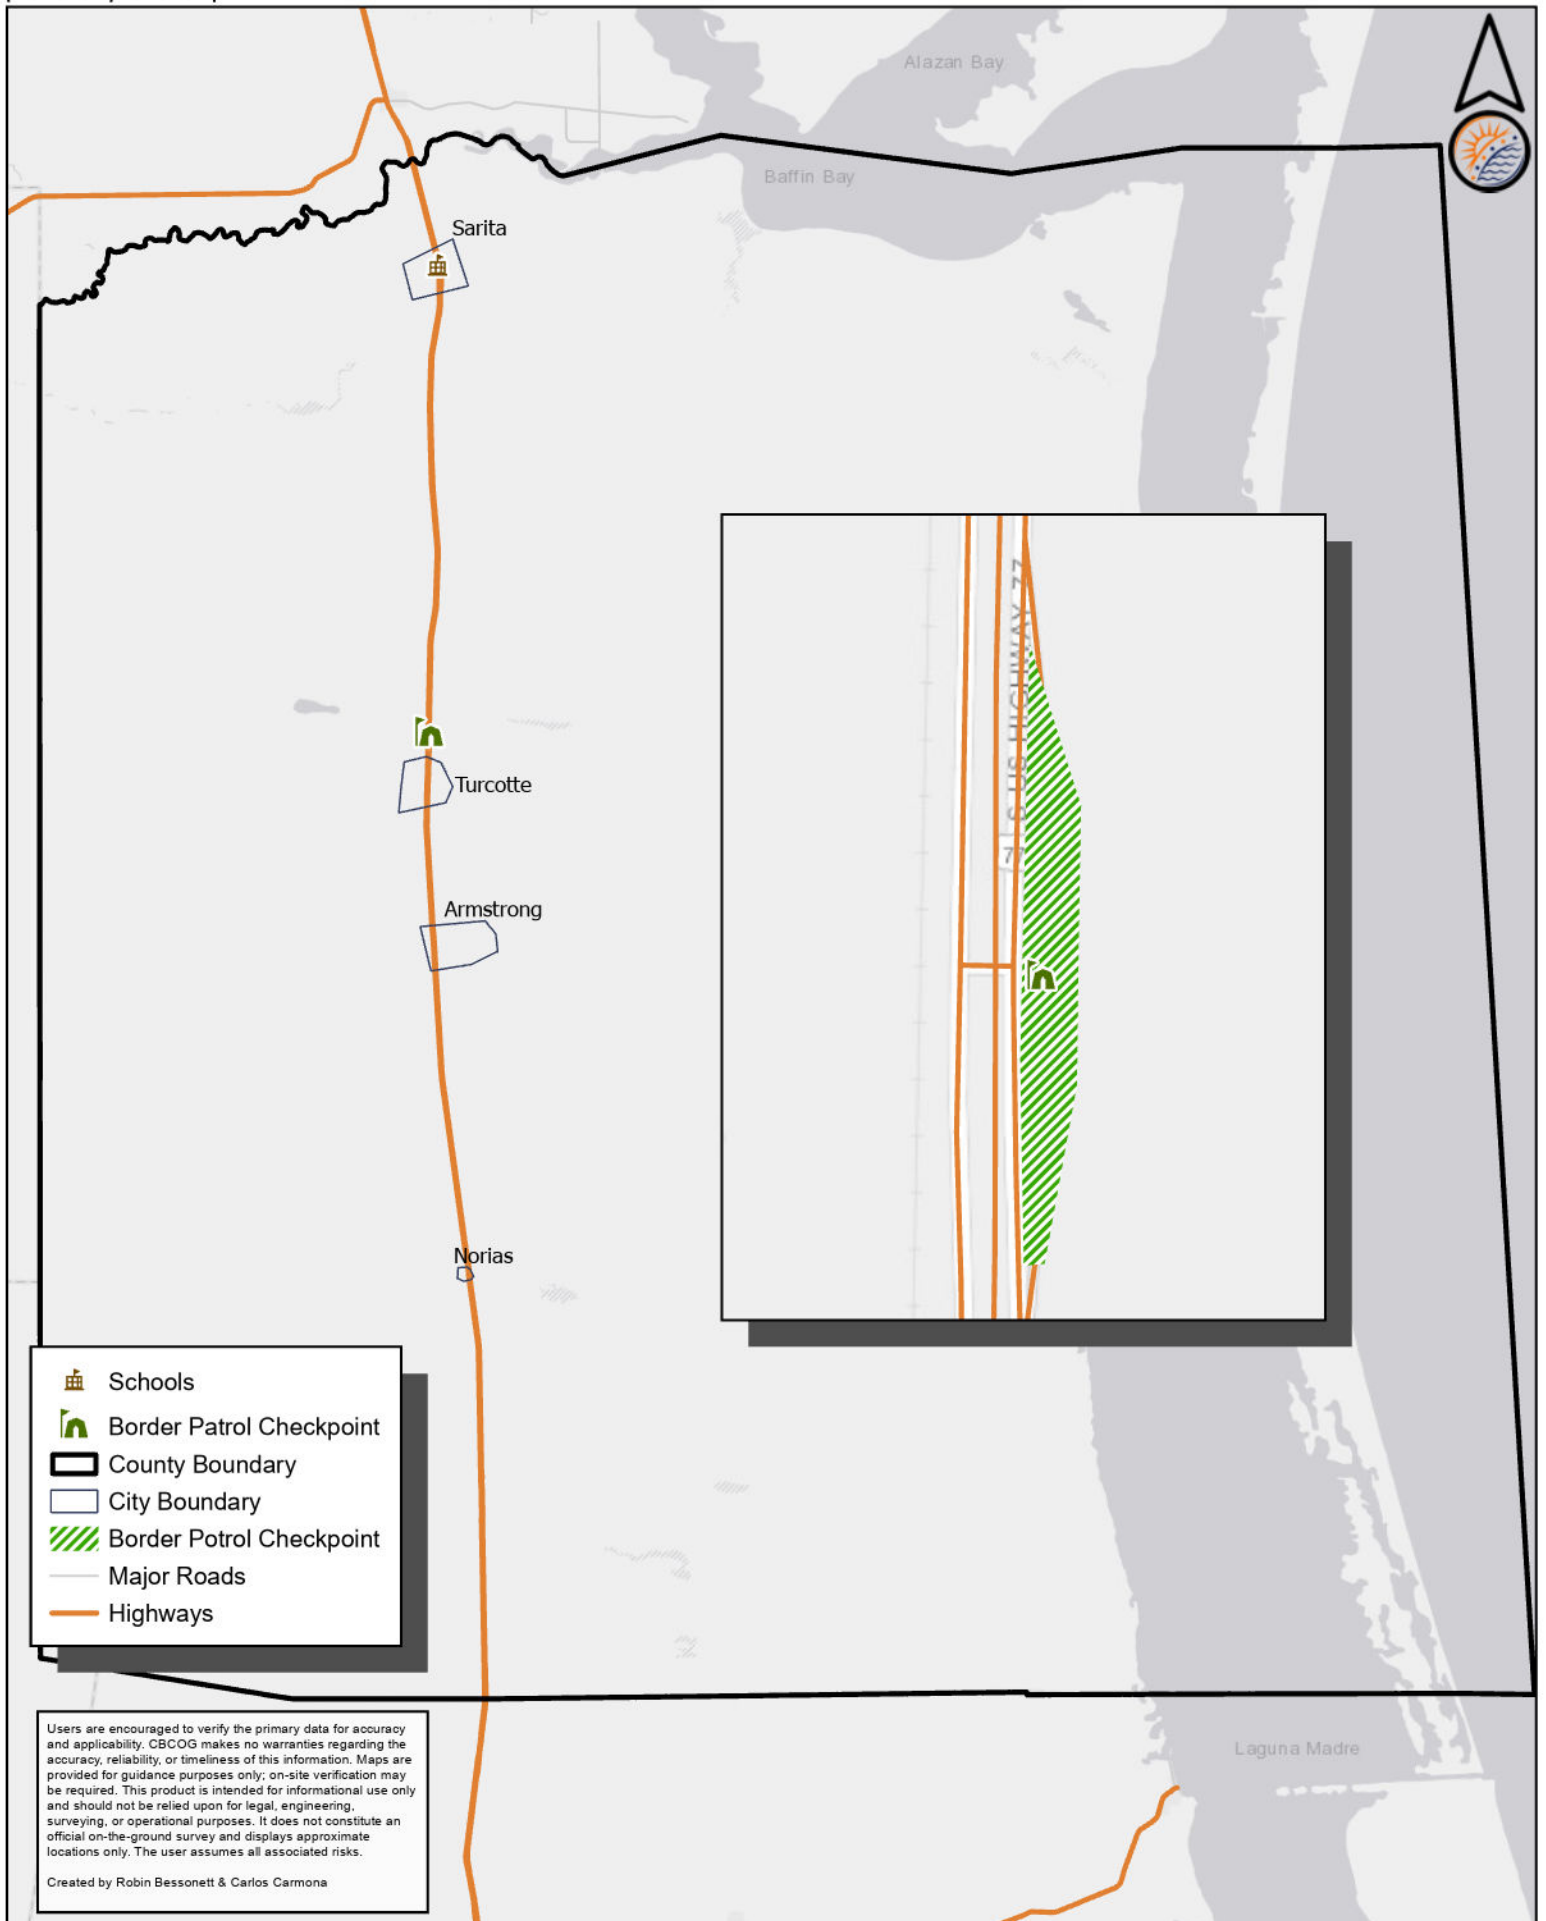 Alazan Bay
Baffin Bay
Sarita
S US HIGHWAY 77
77
Turcotte
Armstrong
Norias
Schools
Border Patrol Checkpoint
County Boundary
City Boundary
Border Potrol Checkpoint
Major Roads
Highways
Users are encouraged to verify the primary data for accuracy
and applicability. CBCOG makes no warranties regarding the
accuracy, reliability, or timeliness of this information. Maps are
provided for guidance purposes only; on-site verification may
be required. This product is intended for informational use only
and should not be relied upon for legal, engineering,
surveying, or operational purposes. It does not constitute an
official on-the-ground survey and displays approximate
locations only. The user assumes all associated risks.
Created by Robin Bessonett & Carlos Carmona
Laguna Madre